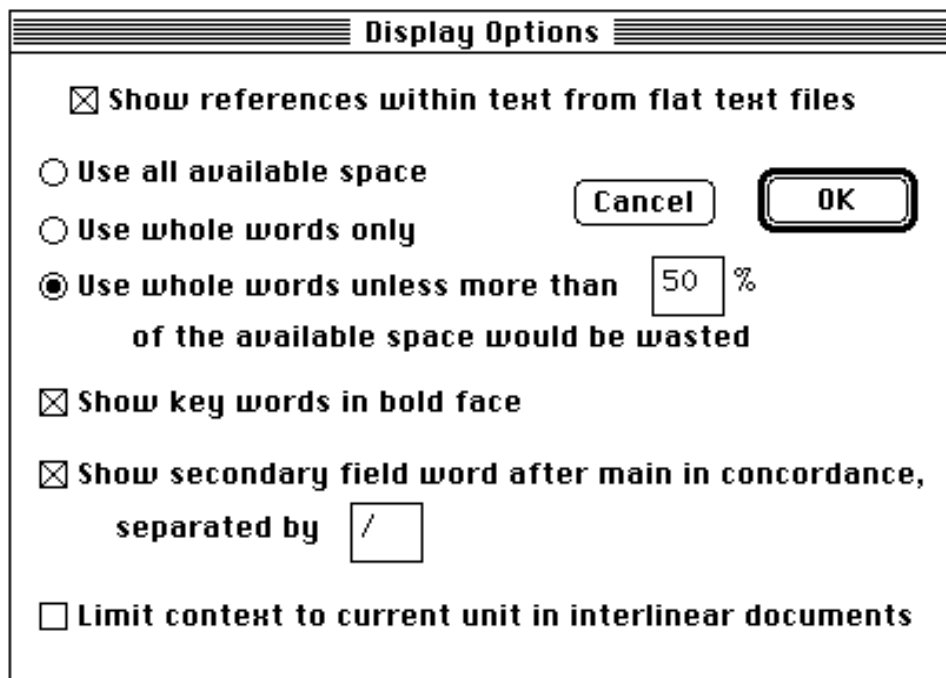 Display Options
Show references within text from flat text files
Use all available space
Cancel
OK
Use whole words only
Use whole words unless more than 50 %
of the available space would be wasted
Show key words in bold face
Show secondary field word after main in concordance,
separated by /
Limit context to current unit in interlinear documents